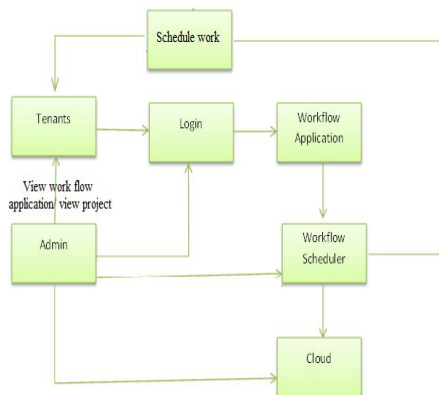 Schedule work
Tenants
Login
Workflow
Application
View work flow
application/ view project
Admin
Workflow
Scheduler
Cloud